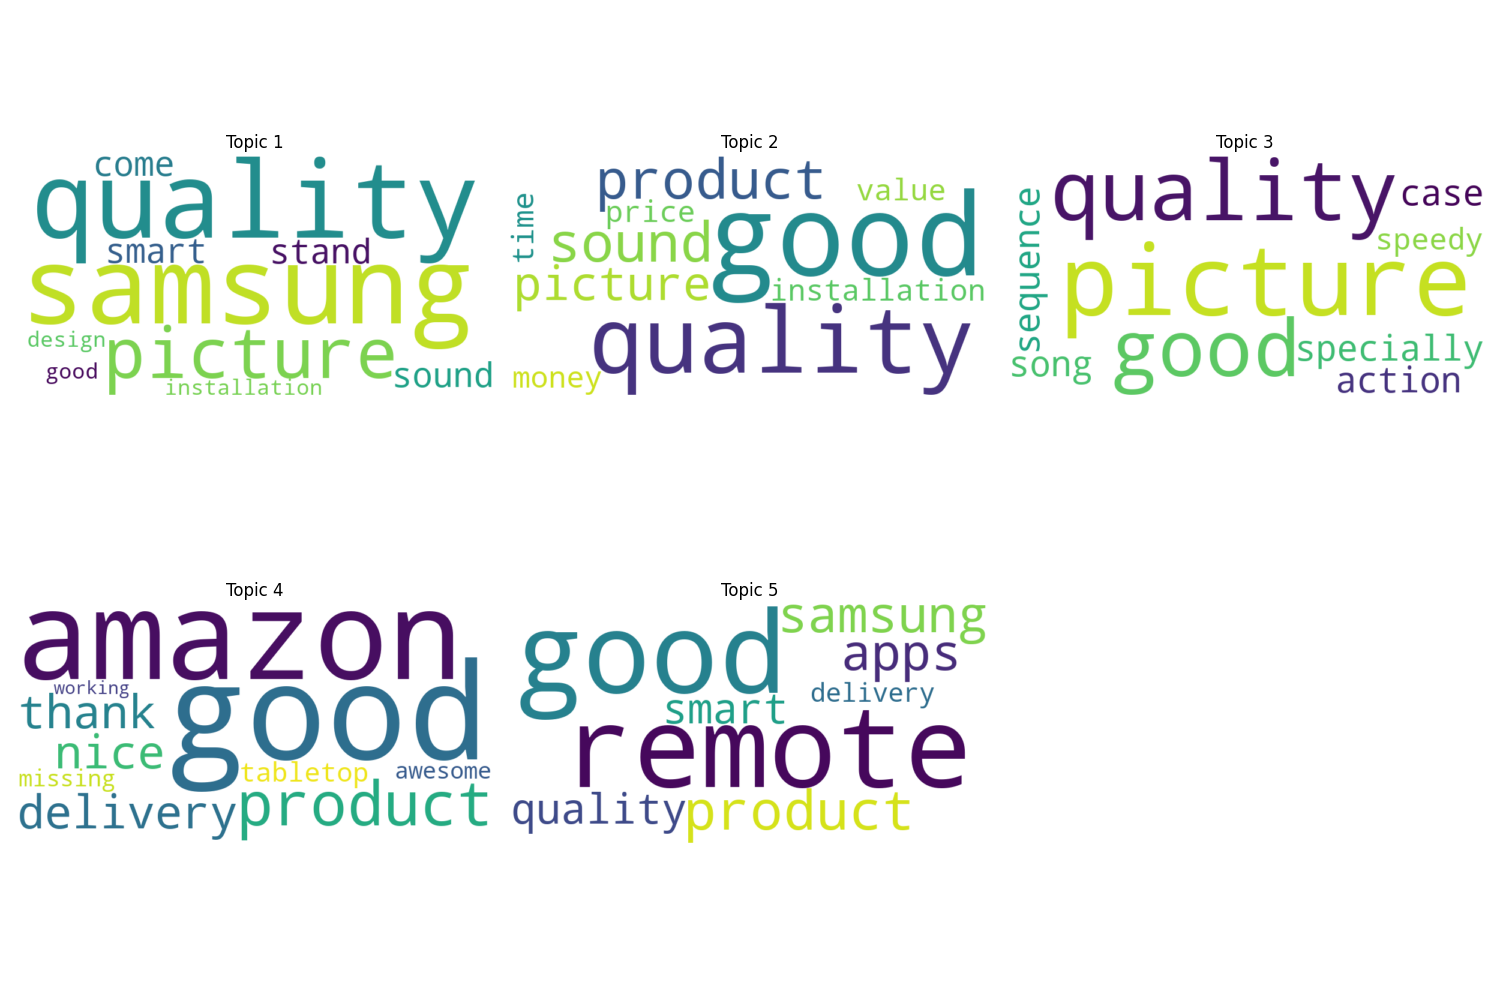 Topic 1
come
quality
smart
stand
samsung
design
picture
good
sound
installation
Topic 2
product
value
time
price
good
sound
picture
installation
quality
money
Topic 3
quality
case
sequence
speedy
picture
good
specially
song
action
Topic 4
amazon
working
good
thank
nice
missing
tabletop
awesome
delivery
product
Topic 5
samsung
good
apps
delivery
smart
remote
quality
product